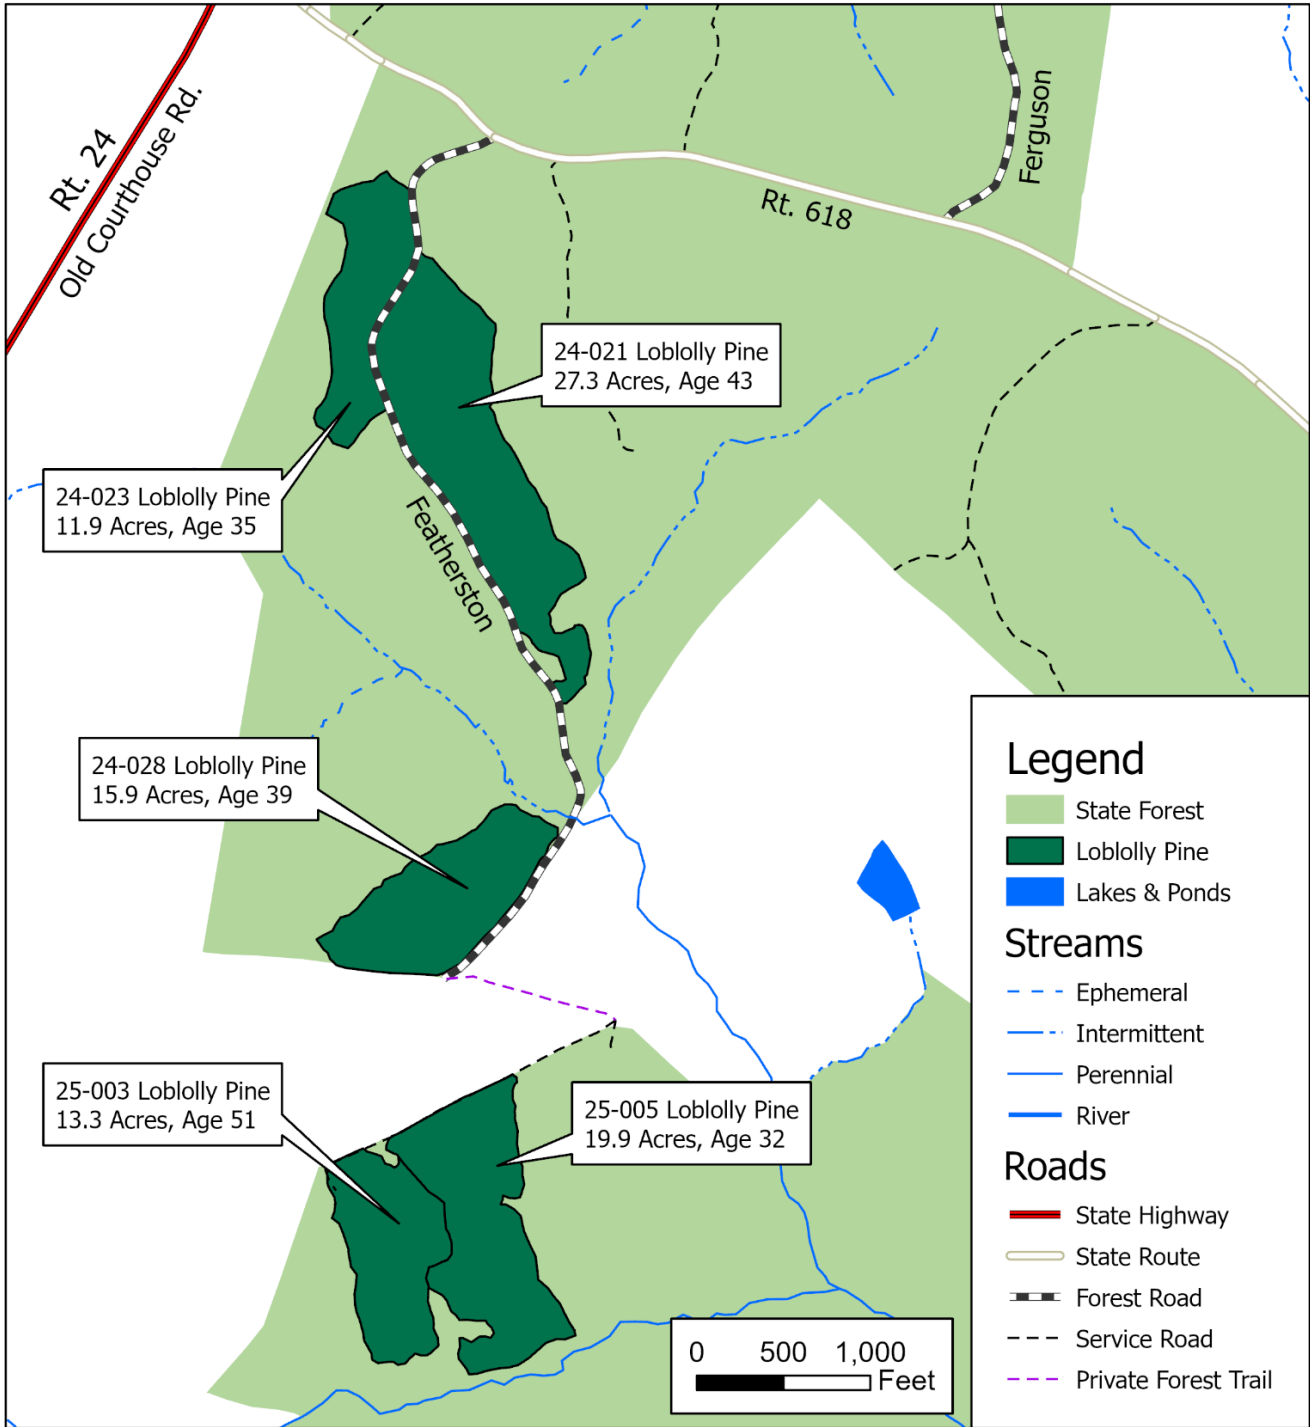 Rt. 24
Old Courthouse Rd.
Ferguson
Rt. 618
24-021 Loblolly Pine
27.3 Acres, Age 43
24-023 Loblolly Pine
11.9 Acres, Age 35
Featherston
24-028 Loblolly Pine
15.9 Acres, Age 39
25-003 Loblolly Pine
13.3 Acres, Age 51
25-005 Loblolly Pine
19.9 Acres, Age 32
Legend
State Forest
Loblolly Pine
Lakes & Ponds
Streams
Ephemeral
Intermittent
Perennial
River
Roads
State Highway
State Route
Forest Road
Service Road
Private Forest Trail
0 500 1,000
Feet